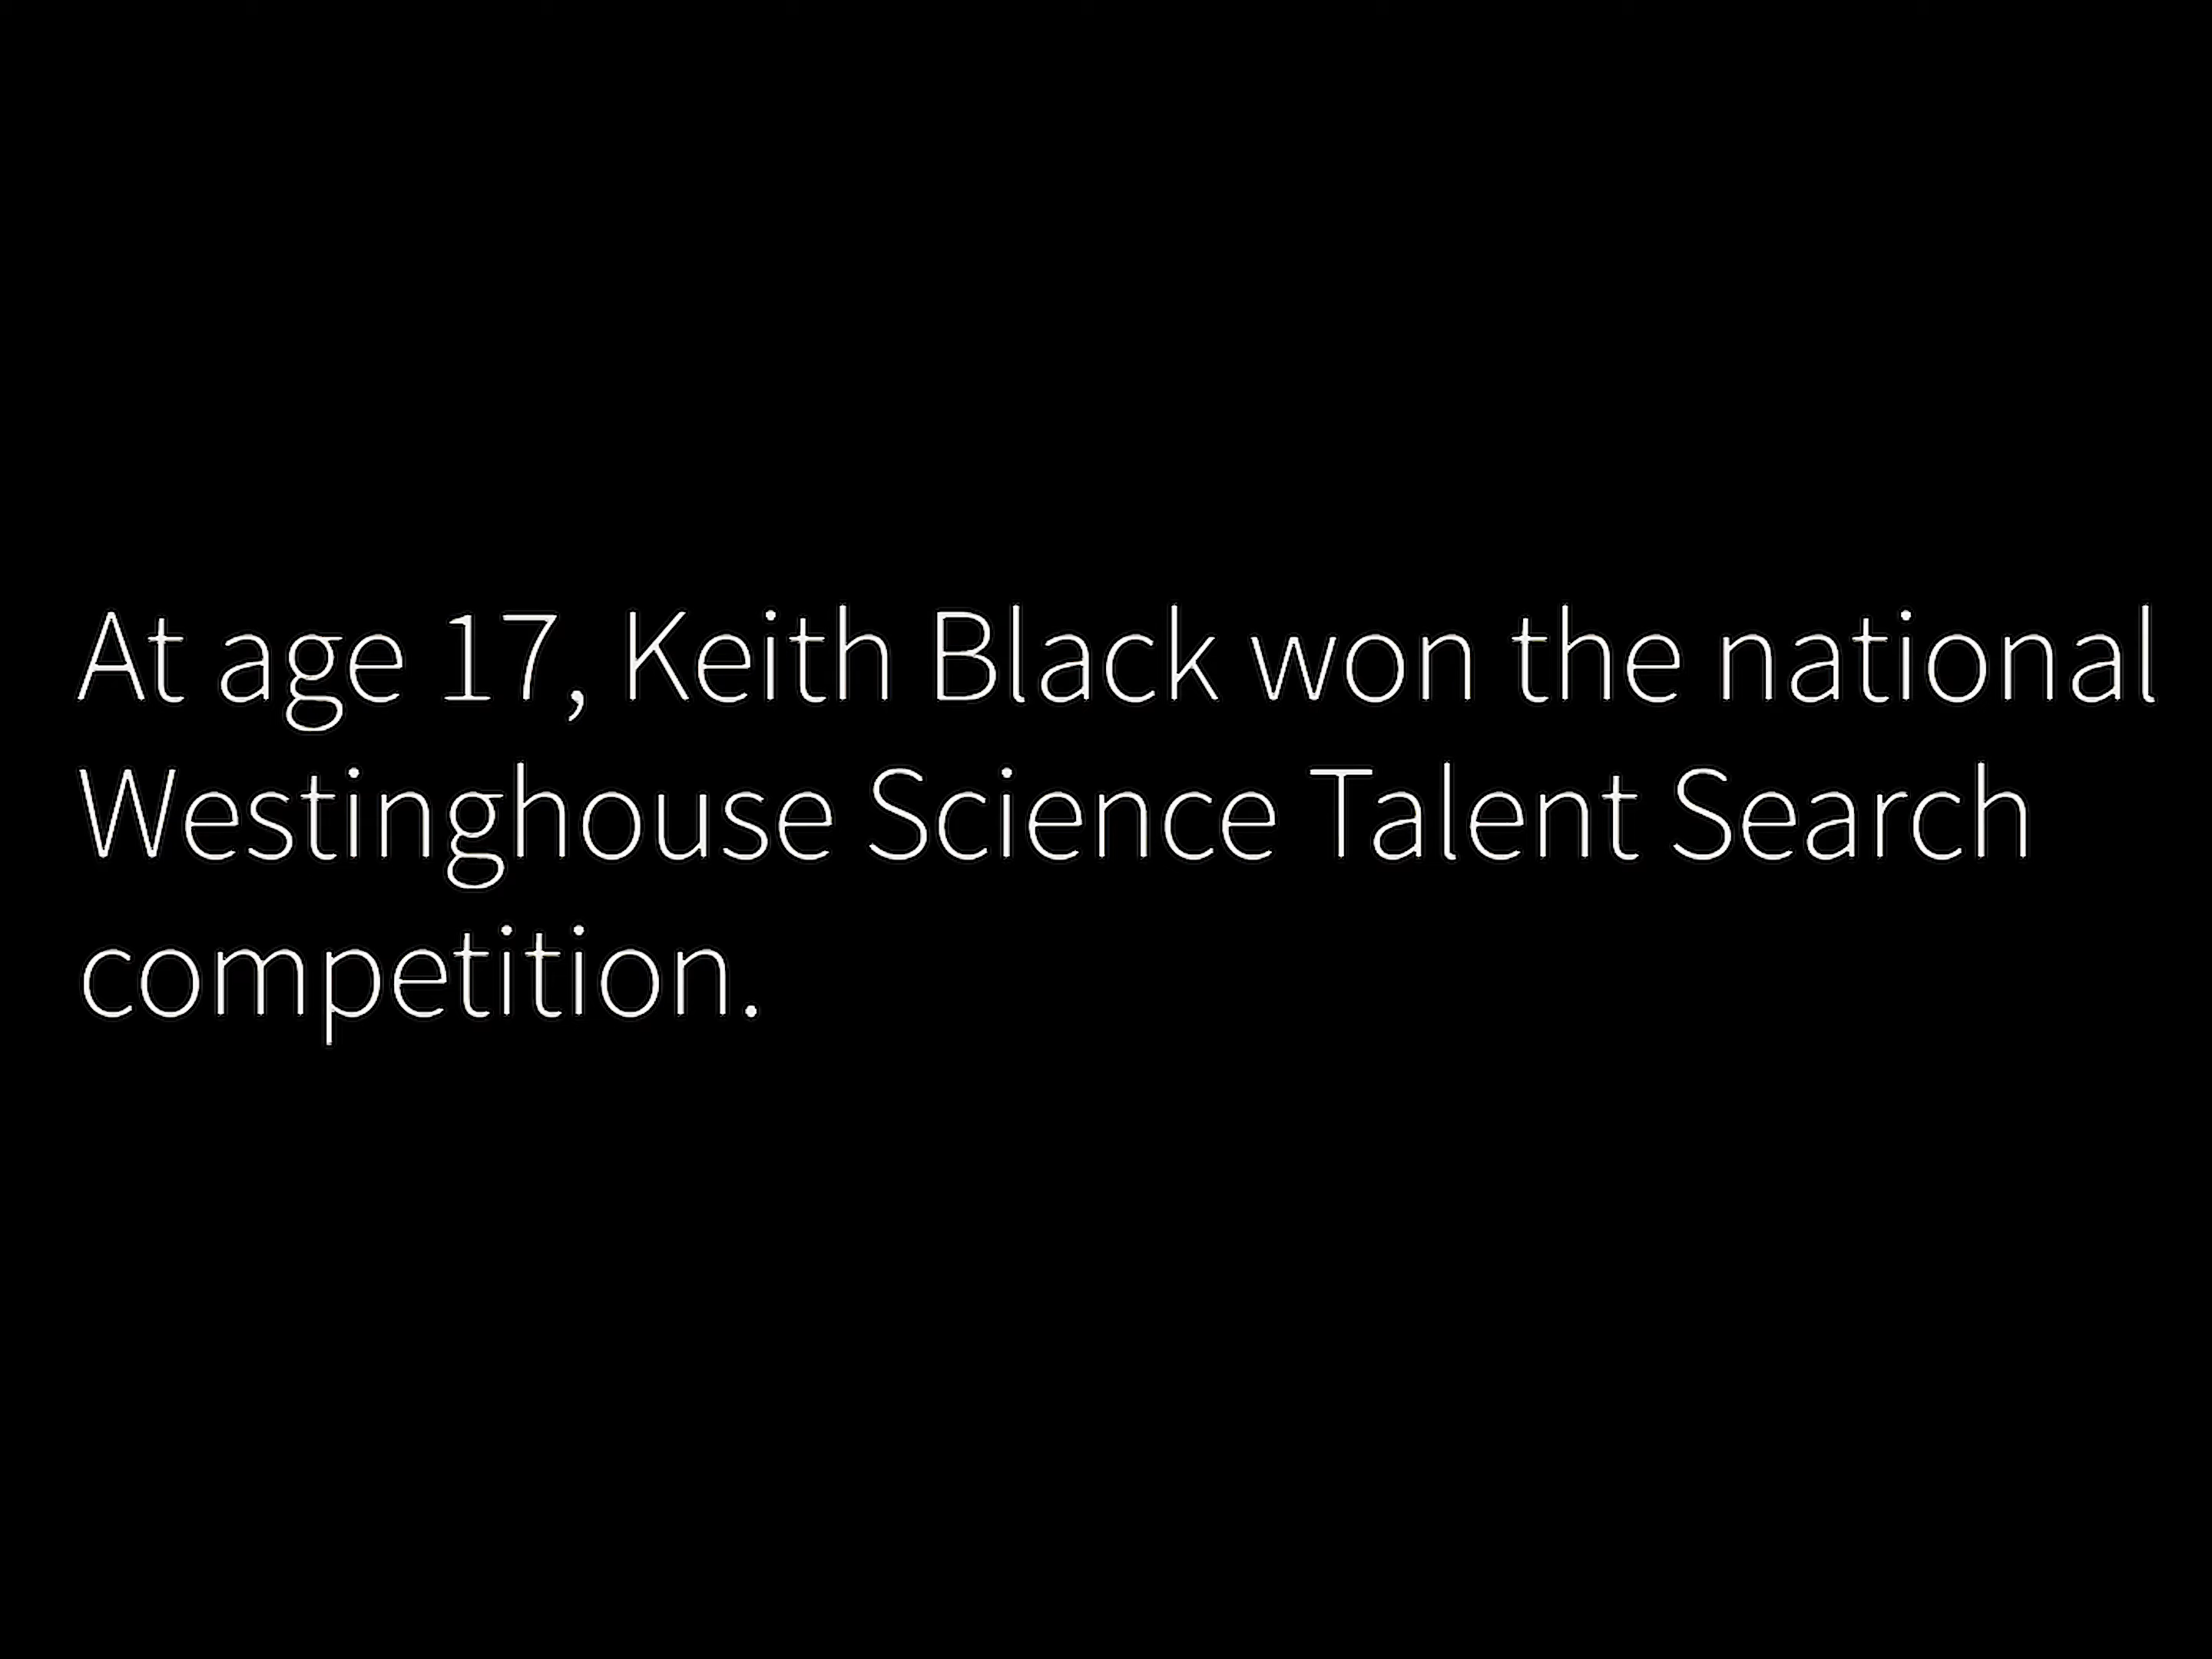 At age 17, Keith Black won the national
Westinghouse Science Talent Search
competition.